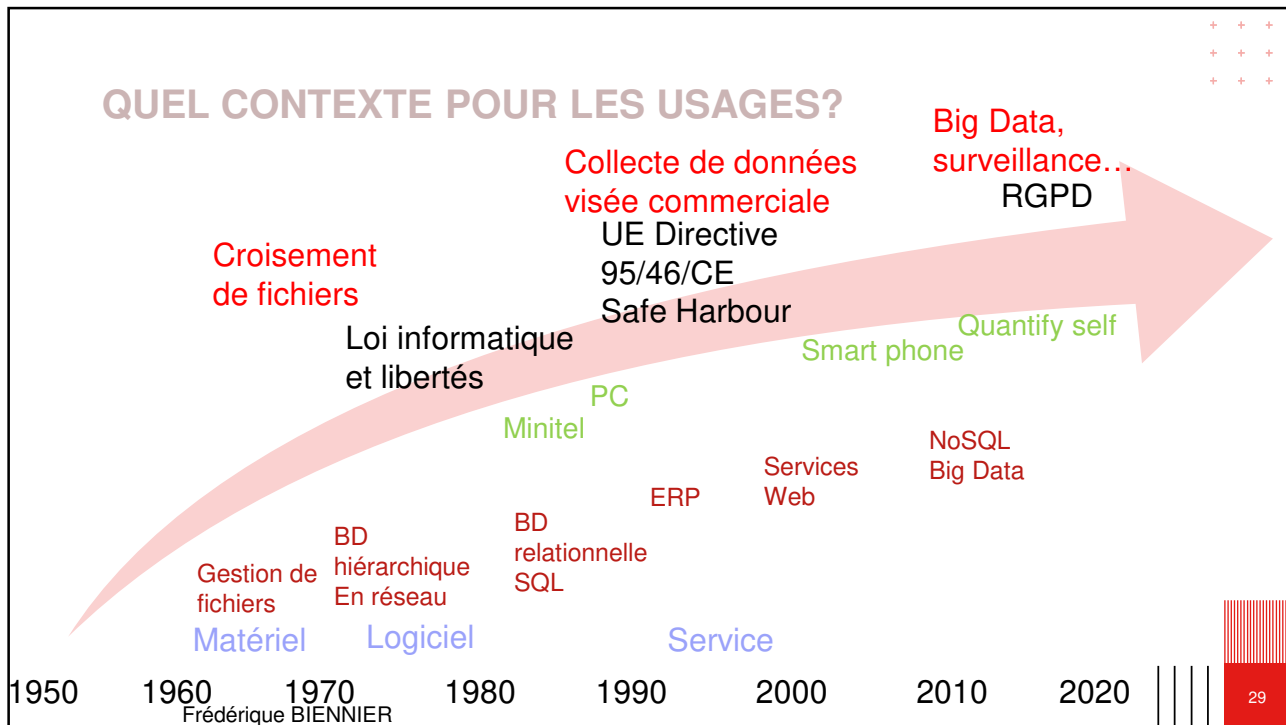 QUEL CONTEXTE POUR LES USAGES?
Big Data,
surveillance…
RGPD
Collecte de données
visée commerciale
UE Directive
95/46/CE
Safe Harbour
Croisement
de fichiers
Loi informatique
et libertés
Quantify self
Smart phone
PC
Minitel
NoSQL
Big Data
Services
Web
ERP
BD
relationnelle
SQL
BD
hiérarchique
En réseau
Gestion de
fichiers
Matériel
Logiciel
Service
1950 1960 1970 1980 1990 2000 2010 2020
Frédérique BIENNIER
29